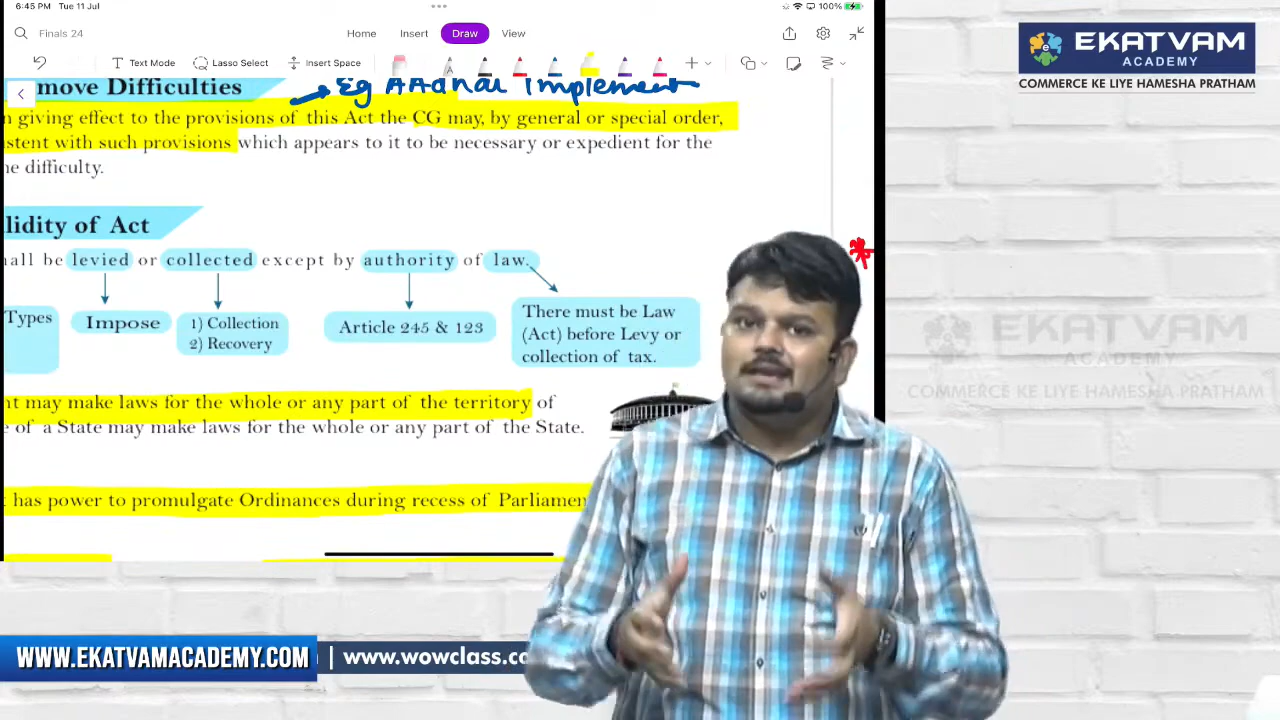 6:45 PM Tue 11 Jul
100%
Finals 24
Home Insert Draw View
Text Mode Lasso Select Insert Space
move Difficulties
Eg AAdhar Implement
giving effect to the provisions of this Act the CG may, by general or special order,
with such provisions which appears to it to be necessary or expedient for the
difficulty.
of Act
be levied or collected except by authority of law.
Types
Impose
1) Collection
2) Recovery
Article 245 & 123
There must be Law
(Act) before Levy or
collection of tax.
may make laws for the whole or any part of the territory of
of a State may make laws for the whole or any part of the State.
has power to promulgate Ordinances during recess of
EKATVAM
ACADEMY
COMMERCE KE LIYE HAMESHA PRATHAM
EKATVAM
ACADEMY
COMMERCE KE LIYE HAMESHA PRATHAM
WWW.EKATVAMACADEMY.COM | www.wowclass.